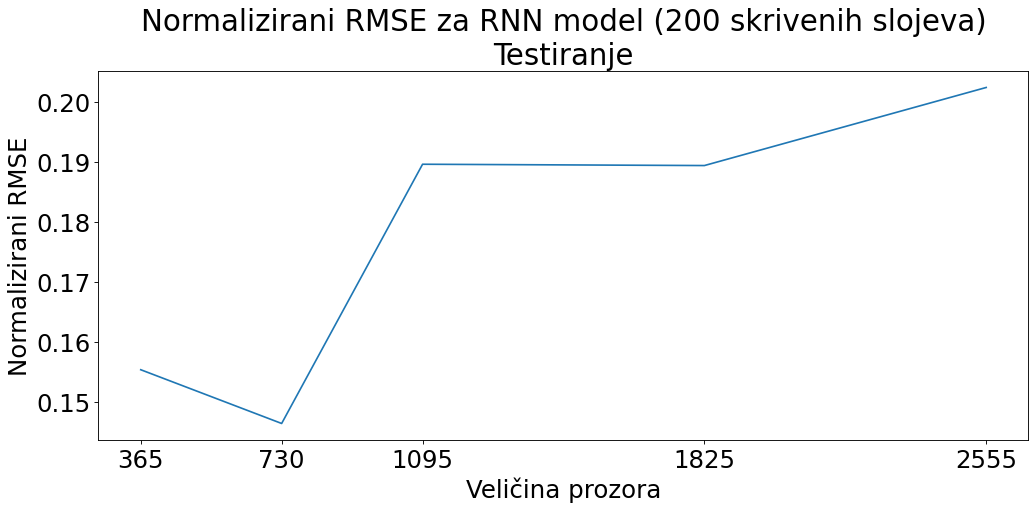 Normalizirani RMSE za RNN model (200 skrivenih slojeva)
Testiranje
Normalizirani RMSE
0.20
0.19
0.18
0.17
0.16
0.15
365 730 1095 1825 2555
Veličina prozora